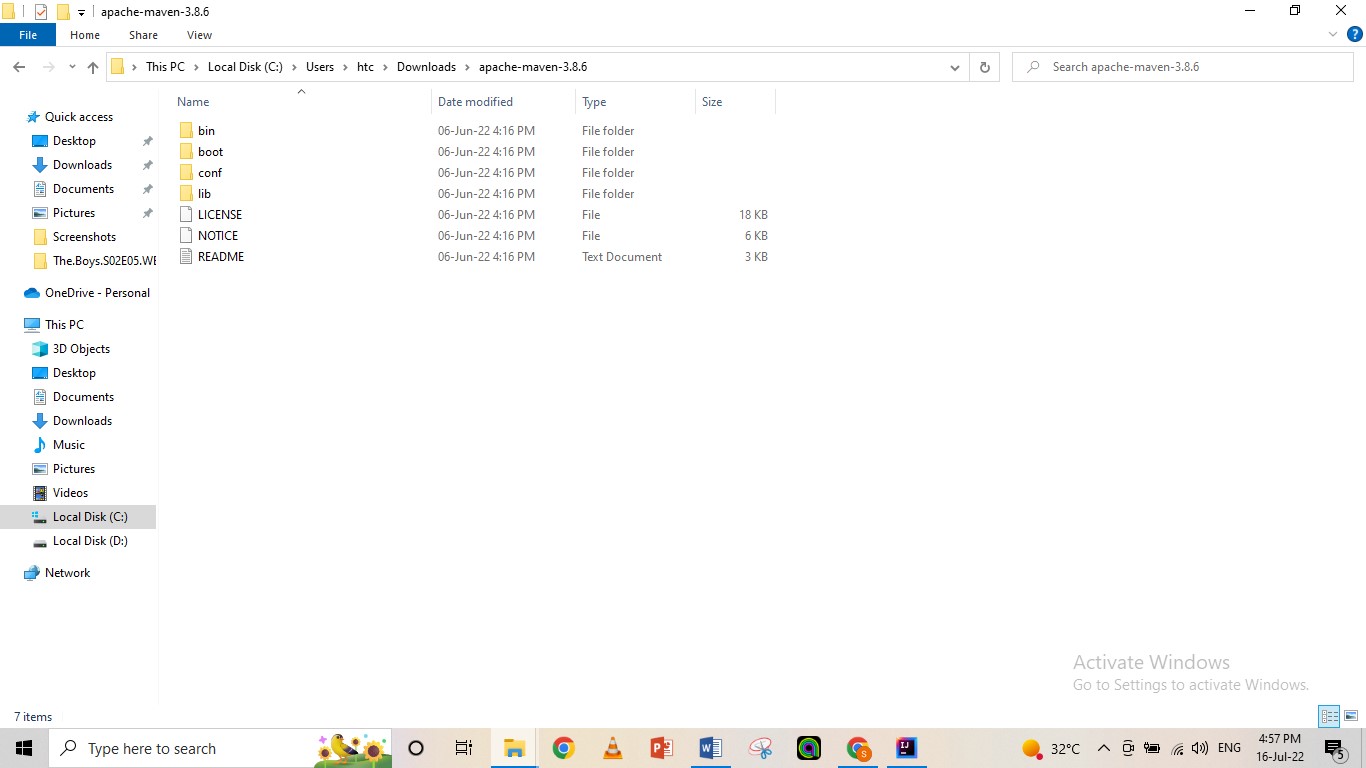 apache-maven-3.8.6
File Home Share View
This PC Local Disk (C:) Users htc Downloads apache-maven-3.8.6 Search apache-maven-3.8.6
Name Date modified Type Size
Quick access
Desktop
Downloads
Documents
Pictures
Screenshots
The.Boys.S02E05.WE
OneDrive - Personal
This PC
3D Objects
Desktop
Documents
Downloads
Music
Pictures
Videos
Local Disk (C:)
Local Disk (D:)
Network
bin 06-Jun-22 4:16 PM File folder
boot 06-Jun-22 4:16 PM File folder
conf 06-Jun-22 4:16 PM File folder
lib 06-Jun-22 4:16 PM File folder
LICENSE 06-Jun-22 4:16 PM File 18 KB
NOTICE 06-Jun-22 4:16 PM File 6 KB
README 06-Jun-22 4:16 PM Text Document 3 KB
Activate Windows
Go to Settings to activate Windows.
7 items
Type here to search
32°C
ENG
4:57 PM
16-Jul-22
5